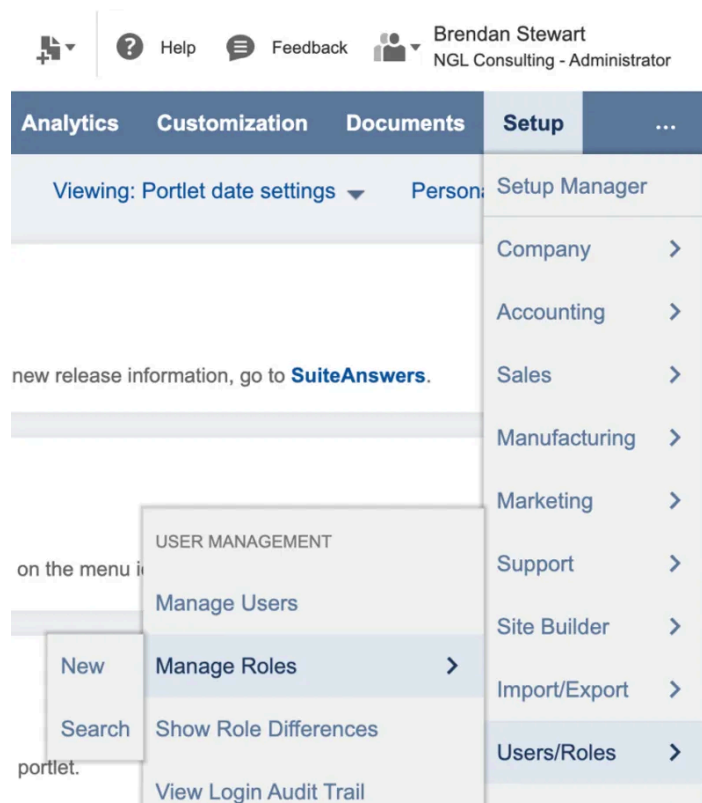 Help
Feedback
Brendan Stewart
NGL Consulting - Administrator
Analytics
Customization
Documents
Setup
...
Viewing: Portlet date settings
Persona
Setup Manager
Company
Accounting
new release information, go to SuiteAnswers.
Sales
Manufacturing
Marketing
USER MANAGEMENT
on the menu i
Support
Manage Users
Site Builder
New
Manage Roles
Import/Export
Search
Show Role Differences
Users/Roles
portlet.
View Login Audit Trail